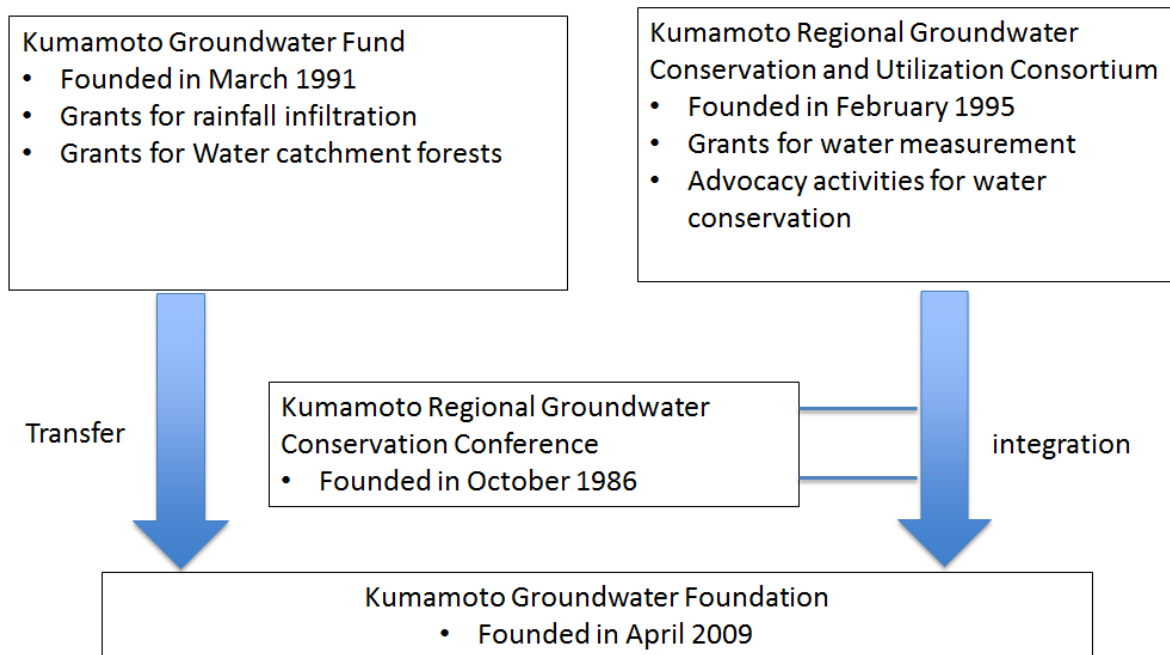 Kumamoto Groundwater Fund
• Founded in March 1991
• Grants for rainfall infiltration
• Grants for Water catchment forests
Kumamoto Regional Groundwater
Conservation and Utilization Consortium
• Founded in February 1995
• Grants for water measurement
• Advocacy activities for water
conservation
Transfer
Kumamoto Regional Groundwater
Conservation Conference
• Founded in October 1986
integration
Kumamoto Groundwater Foundation
• Founded in April 2009